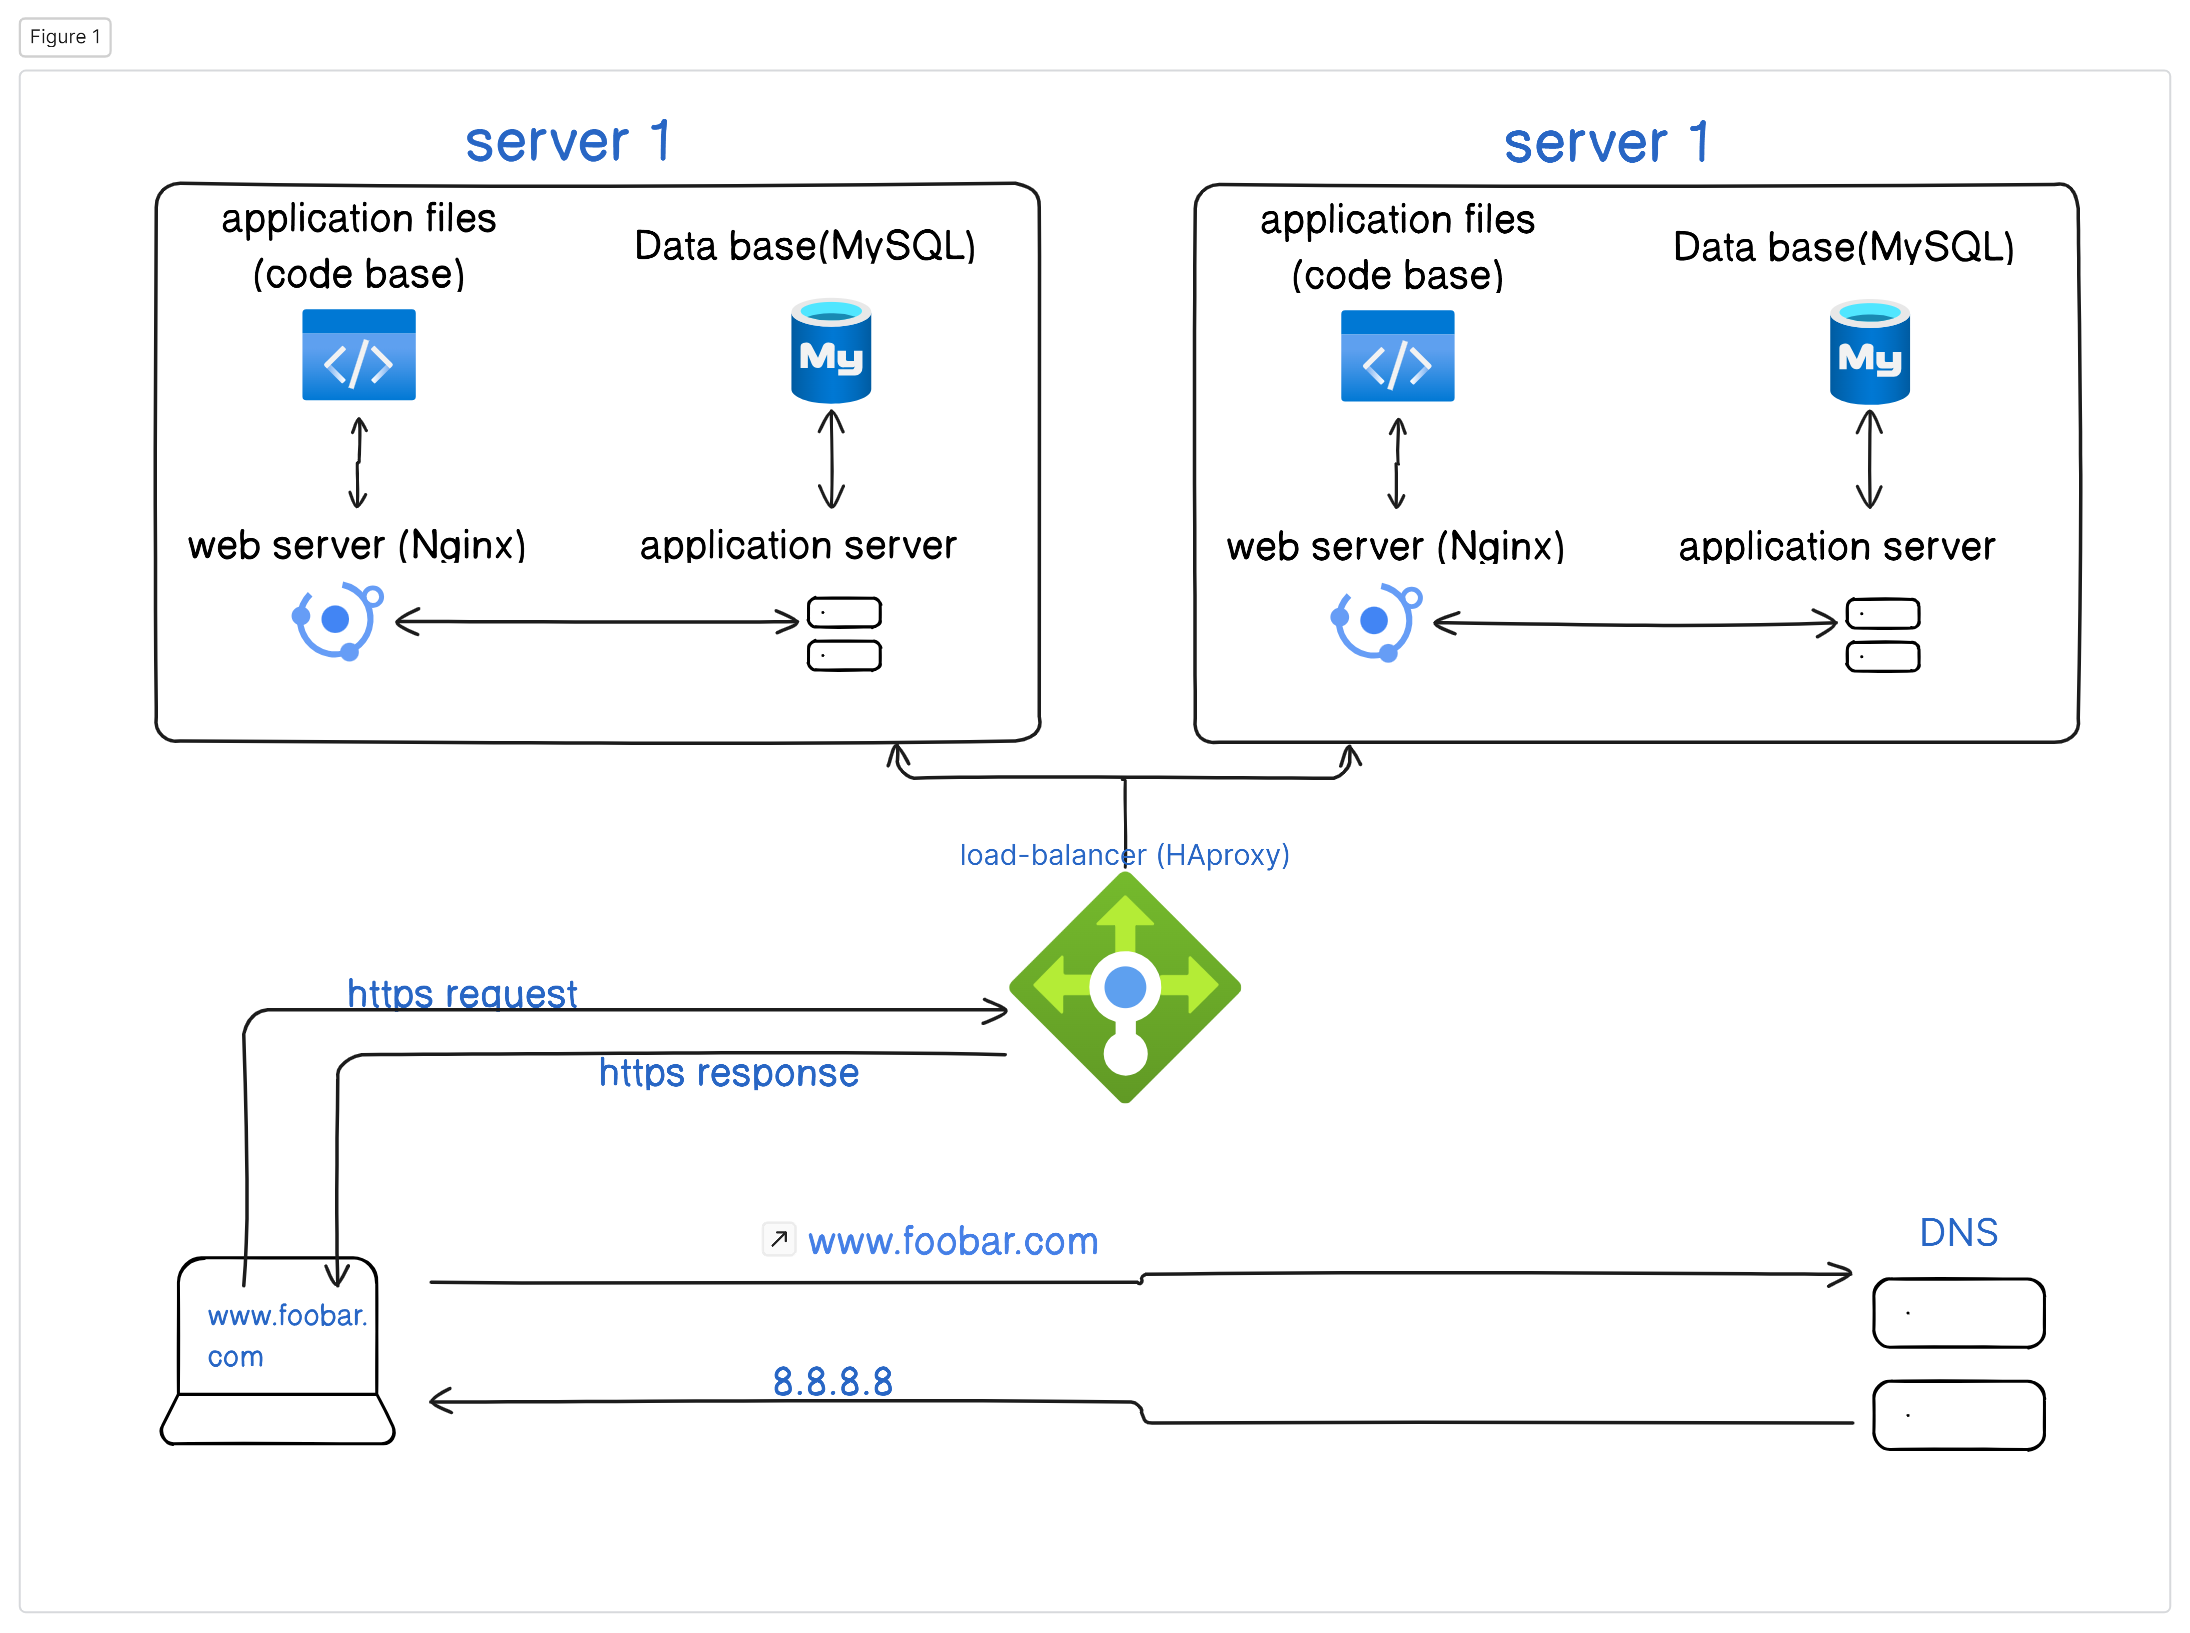 Figure 1
server 1
application files
(code base)
Data base(MySQL)
My
web server (Nginx)
application server
server 1
application files
(code base)
Data base(MySQL)
My
web server (Nginx)
application server
load-balancer (HAproxy)
https request
https response
www.foobar.com
DNS
www.foobar.
com
8.8.8.8